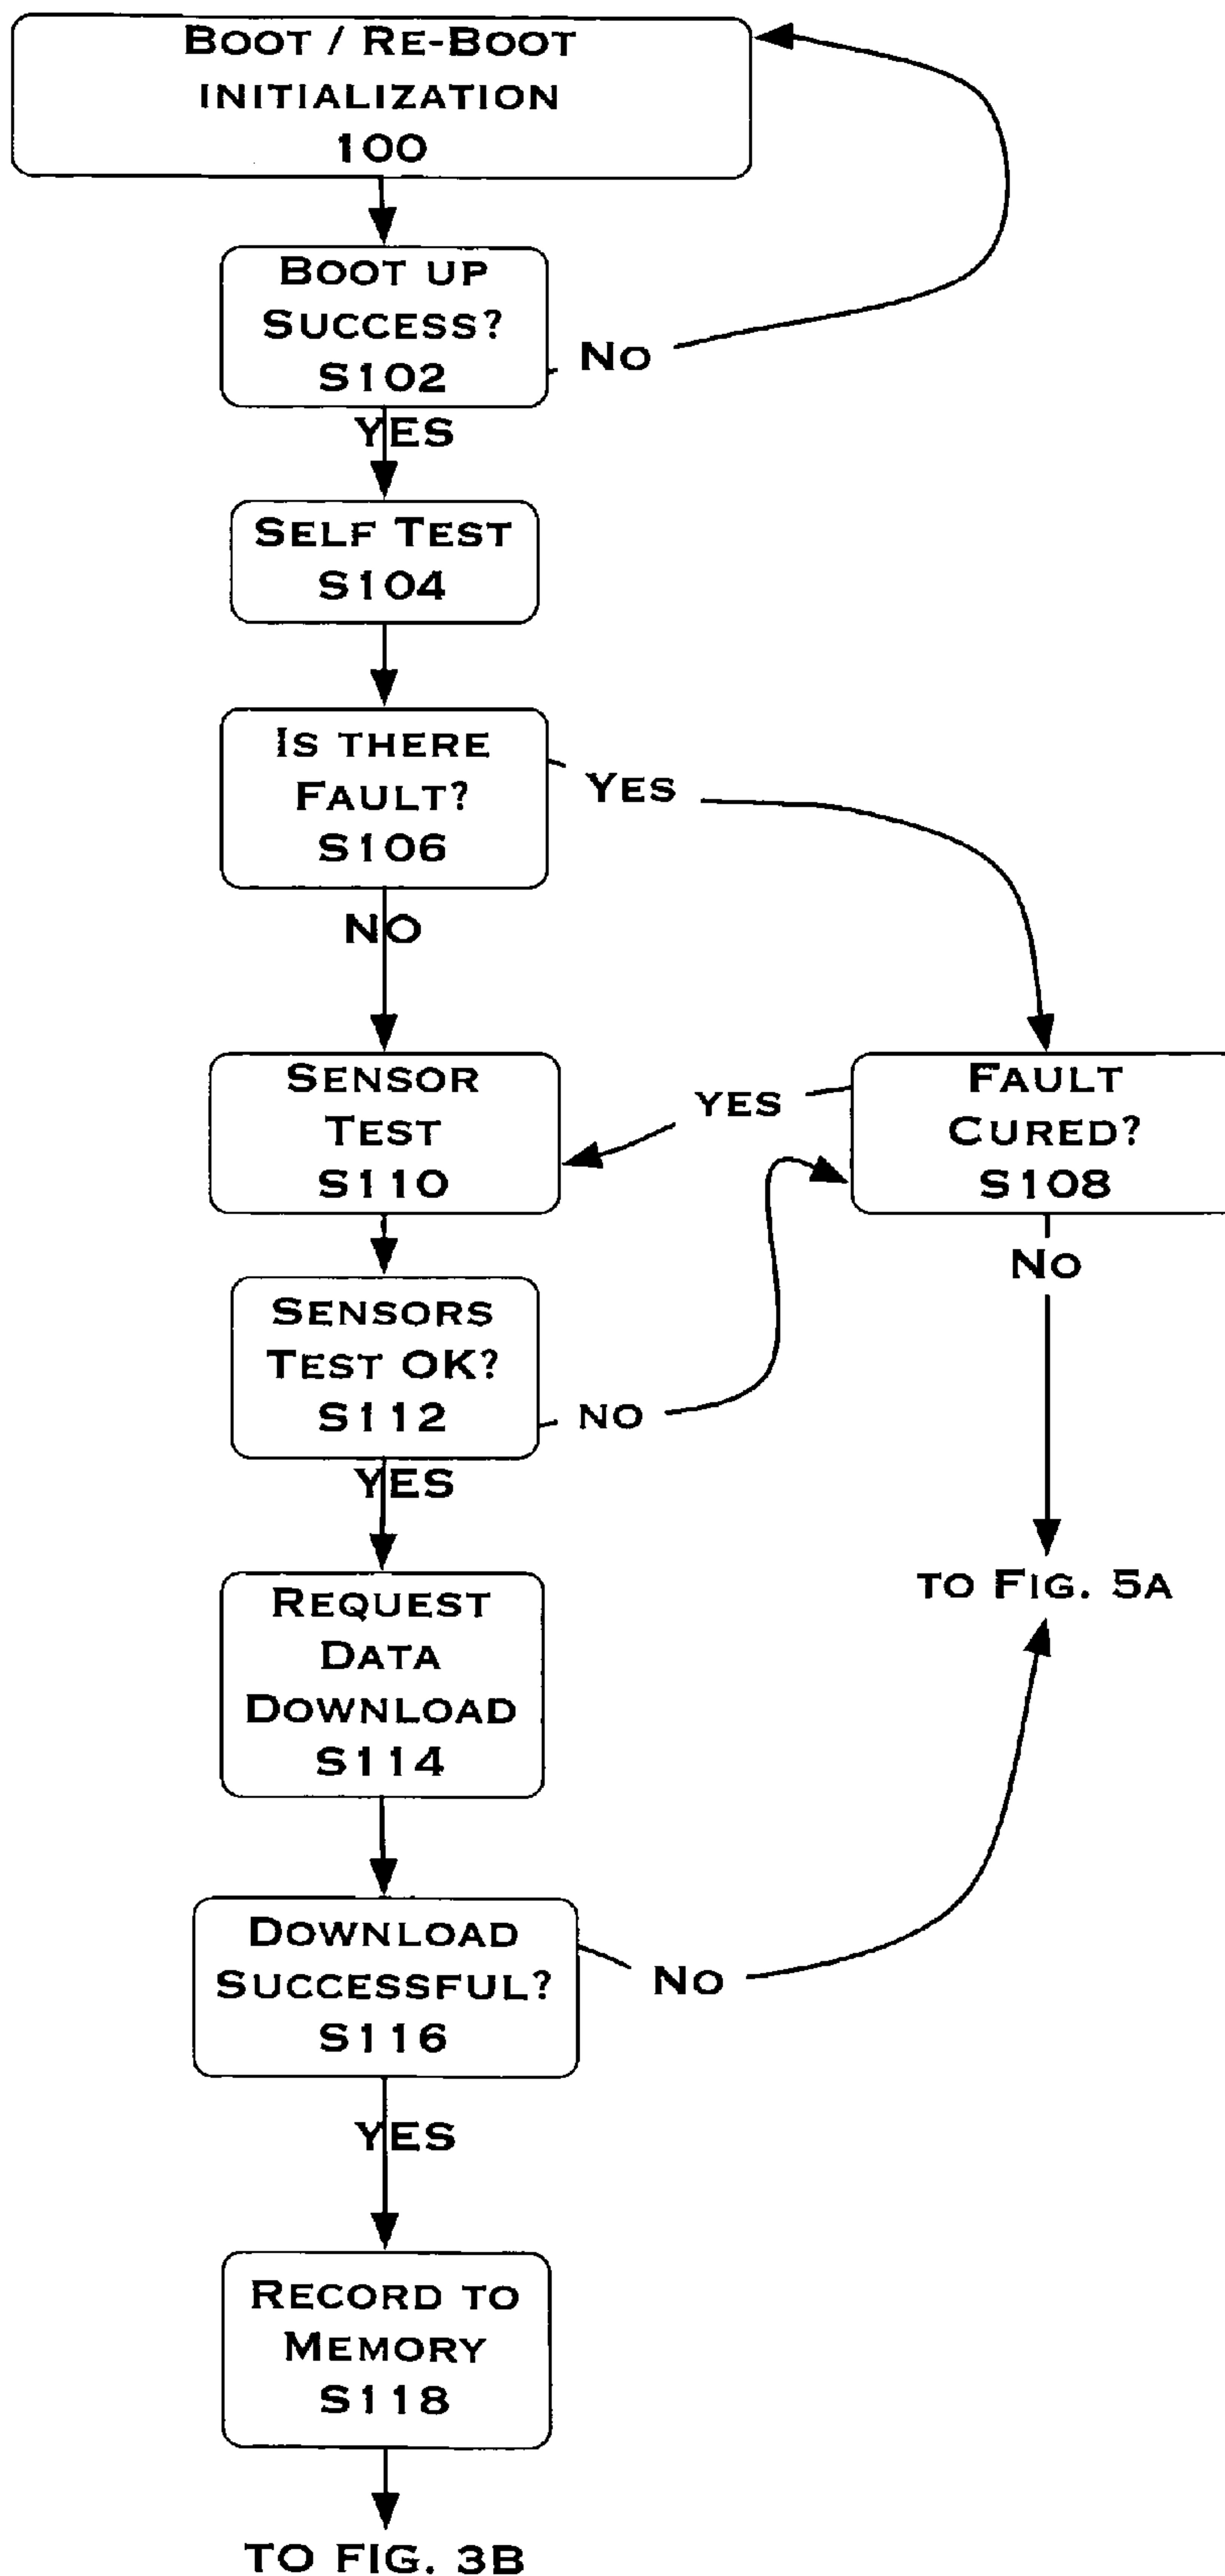 BOOT / RE-BOOT
INITIALIZATION
100
BOOT UP
SUCCESS?
S102
NO
YES
SELF TEST
S104
IS THERE
FAULT?
S106
YES
NO
SENSOR
TEST
S110
YES
FAULT
CURED?
S108
NO
SENSORS
TEST OK?
S112
NO
YES
REQUEST
DATA
DOWNLOAD
S114
TO FIG. 5A
DOWNLOAD
SUCCESSFUL?
S116
NO
YES
RECORD TO
MEMORY
S118
TO FIG. 3B